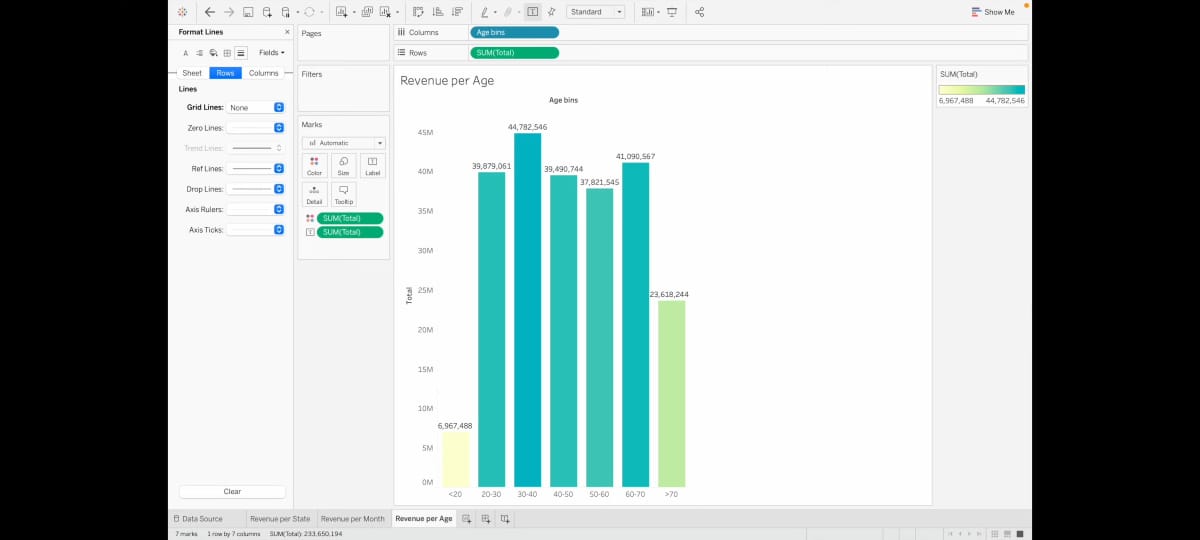 Standard
Show Me
Format Lines
Fields
Sheet Rows Columns
Lines
Grid Lines: None
Zero Lines:
Trend Lines:
Ref Lines:
Drop Lines:
Axis Rulers:
Axis Ticks:
Clear
Pages
Filters
Marks
Automatic
Color Size Label
Detail Tooltip
SUM(Total)
SUM(Total)
Columns Age bins
Rows SUM(Total)
Revenue per Age
Age bins
Total
45M
40M
35M
30M
25M
20M
15M
10M
5M
0M
6,967,488
39,879,061
44,782,546
39,490,744
37,821,545
41,090,567
23,618,244
<20 20-30 30-40 40-50 50-60 60-70 >70
SUM(Total)
6,967,488 44,782,546
Data Source Revenue per State Revenue per Month Revenue per Age
7 marks 1 row by 7 columns SUM(Total): 233,650,194